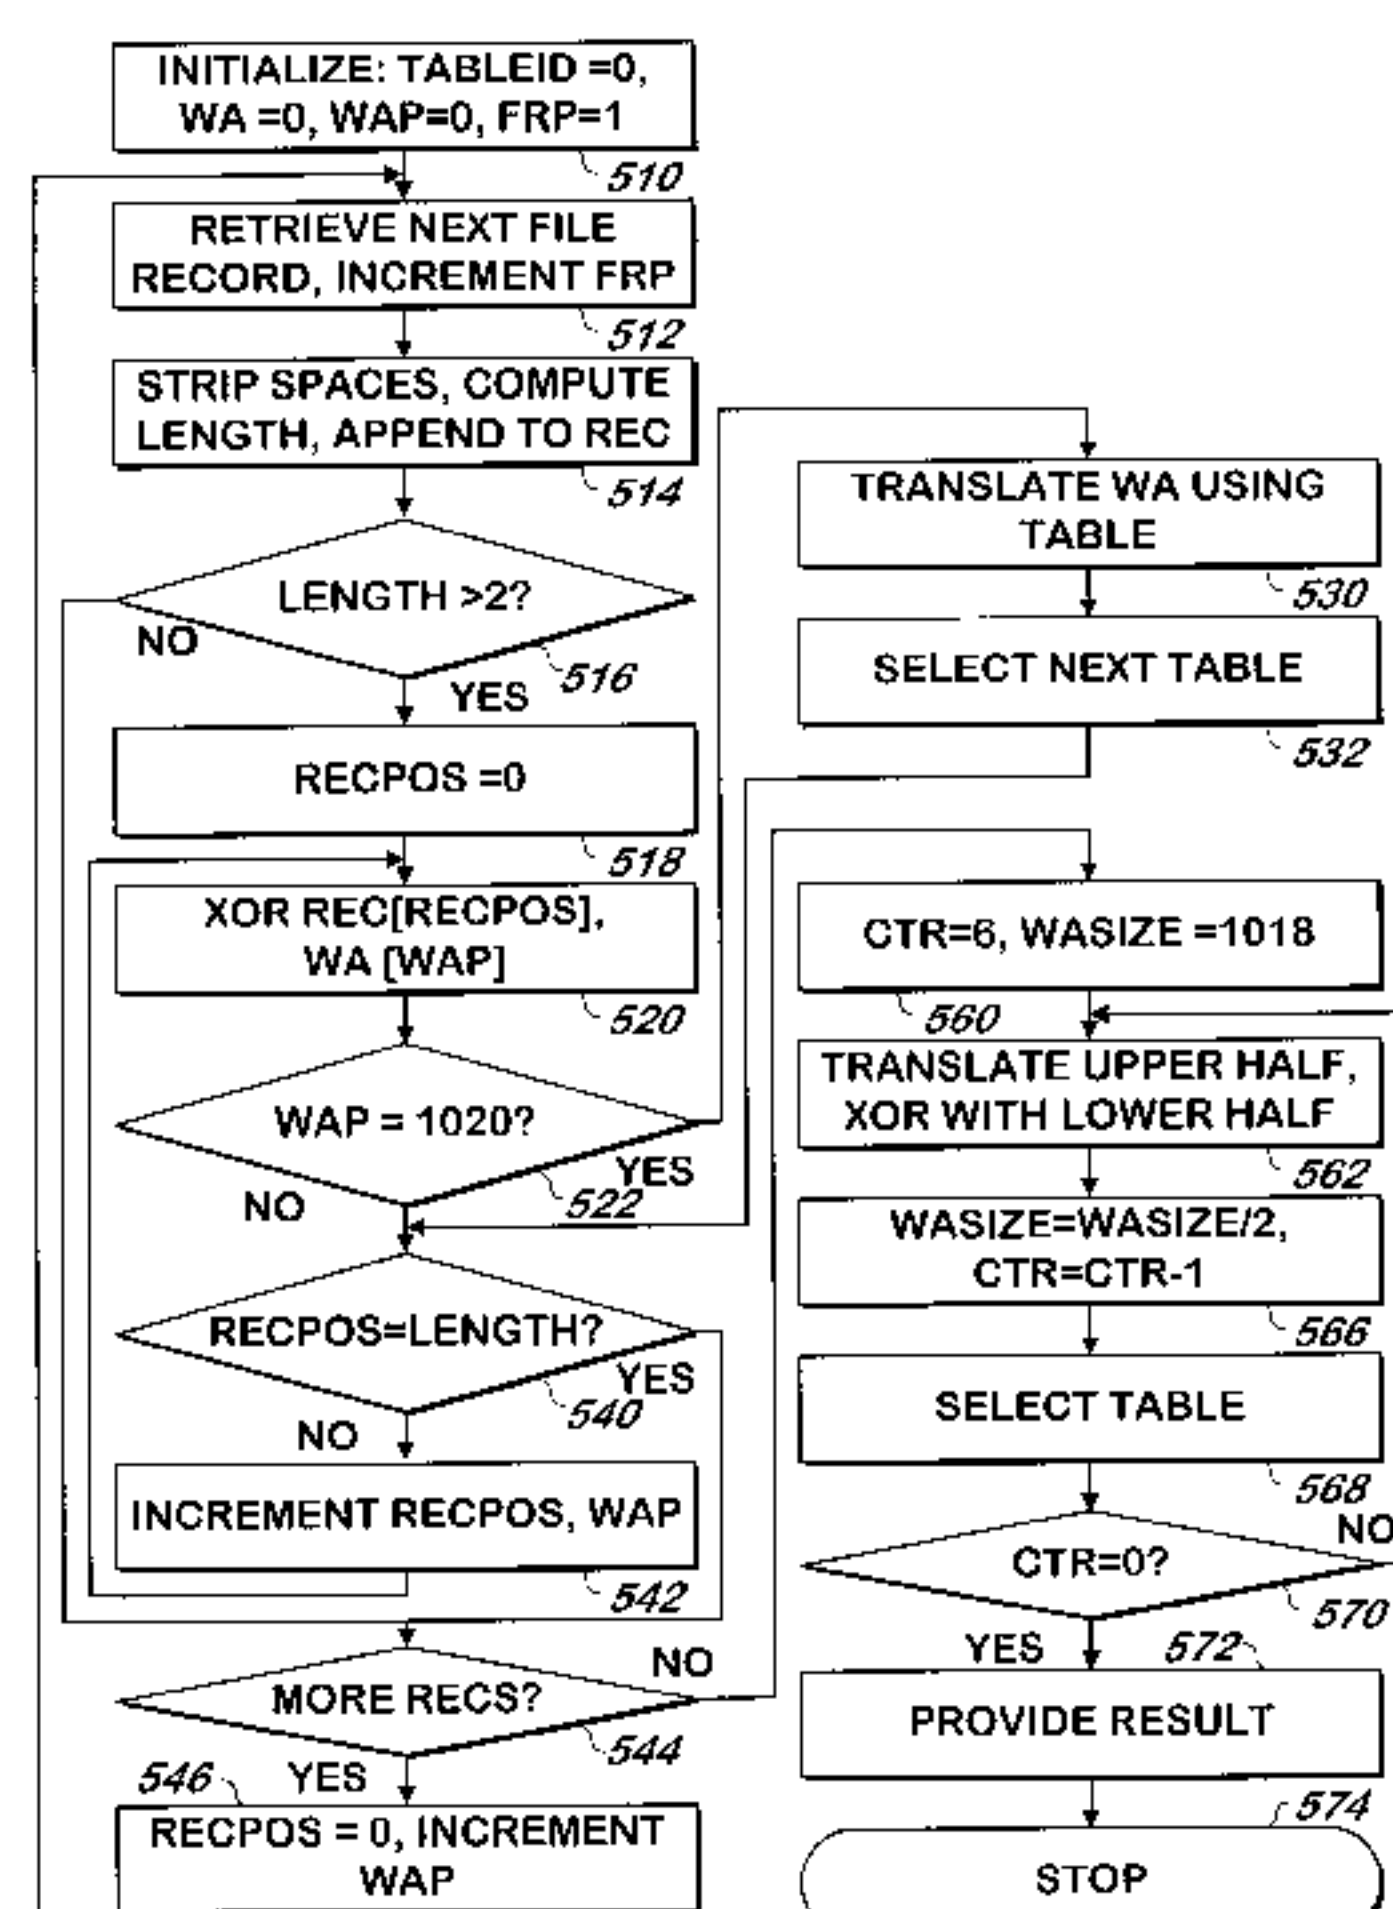 INITIALIZE: TABLEID =0,
WA =0, WAP=0, FRP=1
510
RETRIEVE NEXT FILE
RECORD, INCREMENT FRP
512
STRIP SPACES, COMPUTE
LENGTH, APPEND TO REC
514
LENGTH >2?
NO
516
YES
RECPOS =0
518
XOR REC[RECPOS],
WA [WAP]
520
WAP = 1020?
YES
522
NO
RECPOS=LENGTH?
YES
540
NO
INCREMENT RECPOS, WAP
542
NO
MORE RECS?
544
546
YES
RECPOS = 0, INCREMENT
WAP
TRANSLATE WA USING
TABLE
530
SELECT NEXT TABLE
532
CTR=6, WASIZE =1018
560
TRANSLATE UPPER HALF,
XOR WITH LOWER HALF
562
WASIZE=WASIZE/2,
CTR=CTR-1
566
SELECT TABLE
568
NO
CTR=0?
570
YES
572
PROVIDE RESULT
574
STOP